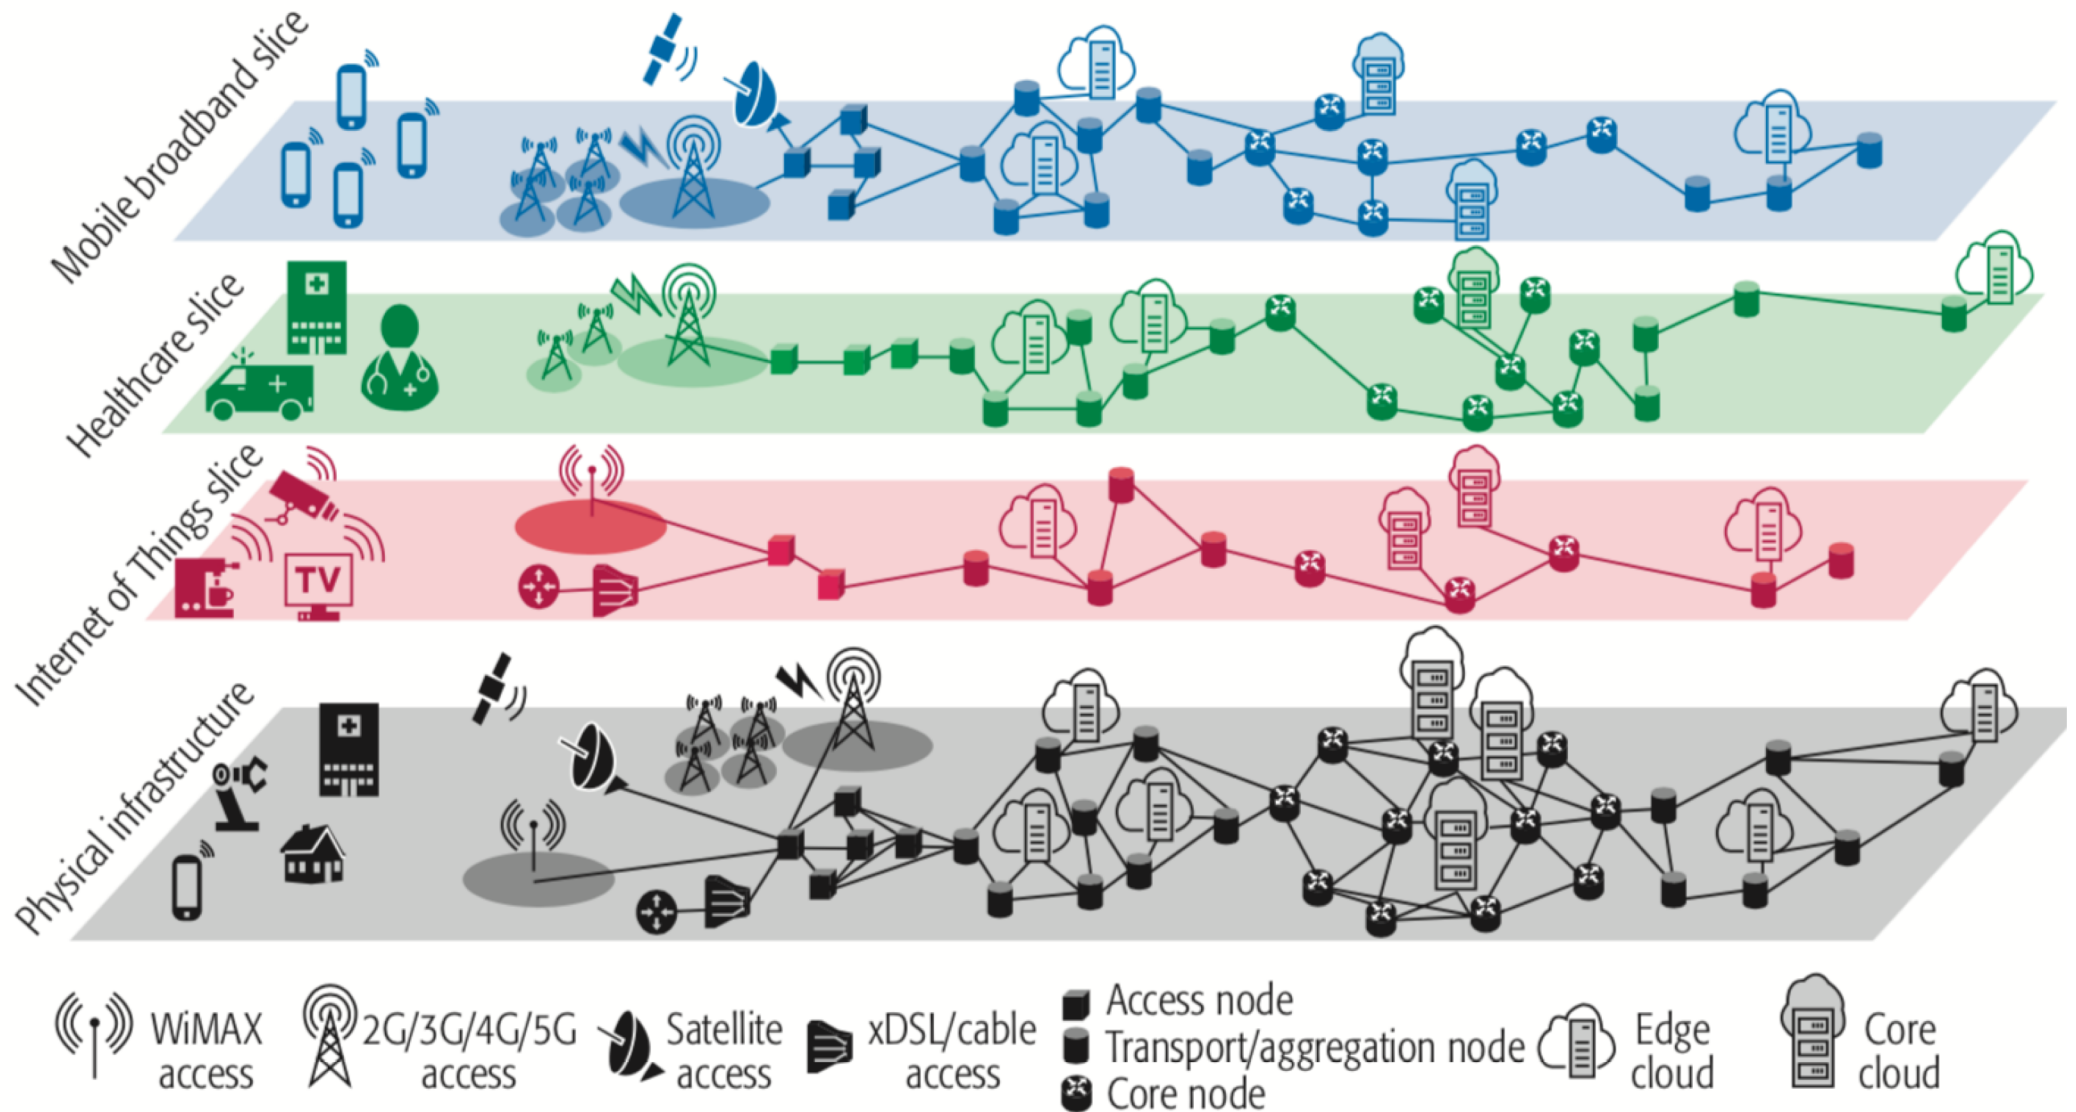 Mobile broadband slice
Healthcare slice
Internet of Things slice
TV
Physical infrastructure
WiMAX
access
2G/3G/4G/5G
access
Satellite
access
xDSL/cable
access
Access node
Transport/aggregation node
Core node
Edge
cloud
Core
cloud